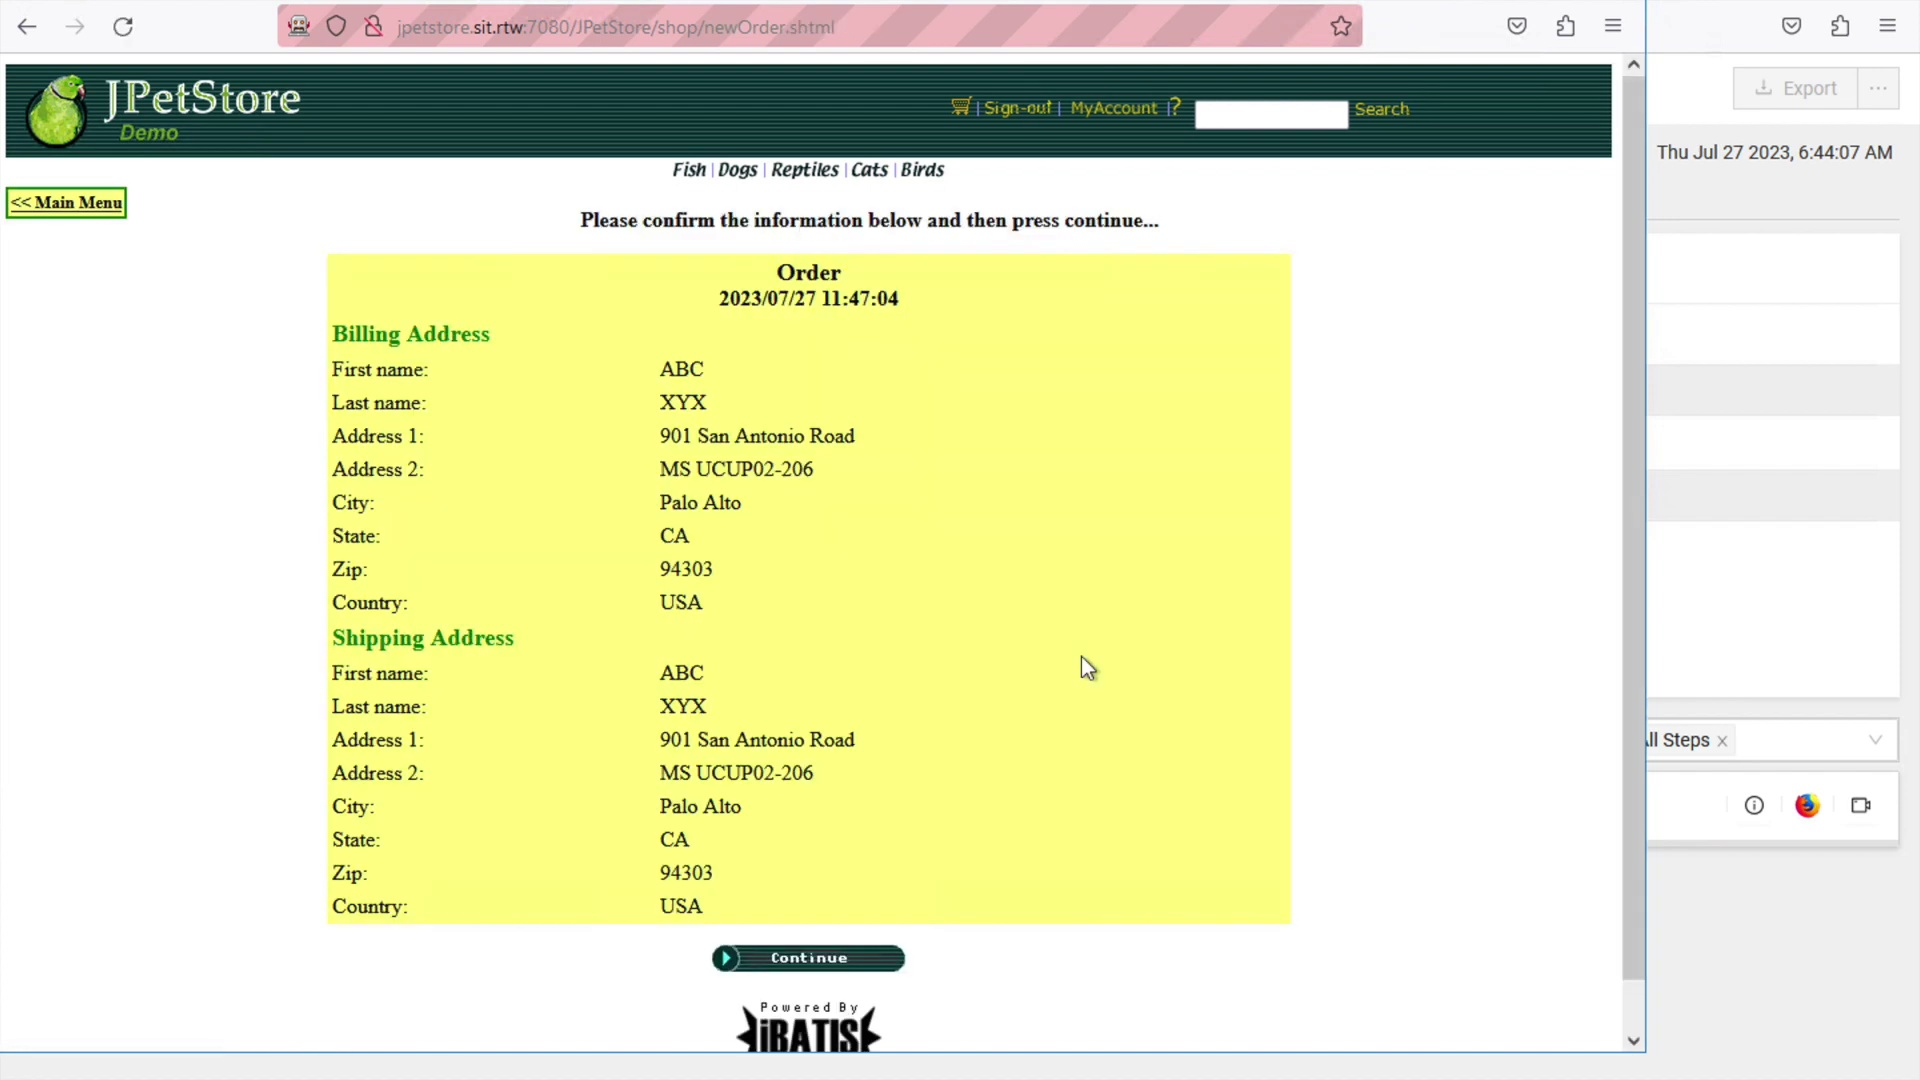 jpetstore.sit.rtw:7080/JPetStore/shop/newOrder.shtml
Export
JPetStore
Demo
Sign-out | MyAccount | ?
Search
Thu Jul 27 2023, 6:44:07 AM
Fish | Dogs | Reptiles | Cats | Birds
<< Main Menu
Please confirm the information below and then press continue...
Order
2023/07/27 11:47:04
Billing Address
First name: ABC
Last name: XYX
Address 1: 901 San Antonio Road
Address 2: MS UCUP02-206
City: Palo Alto
State: CA
Zip: 94303
Country: USA
Shipping Address
First name: ABC
Last name: XYX
Address 1: 901 San Antonio Road
All Steps
Address 2: MS UCUP02-206
City: Palo Alto
State: CA
Zip: 94303
Country: USA
Continue
Powered By
iBATIS